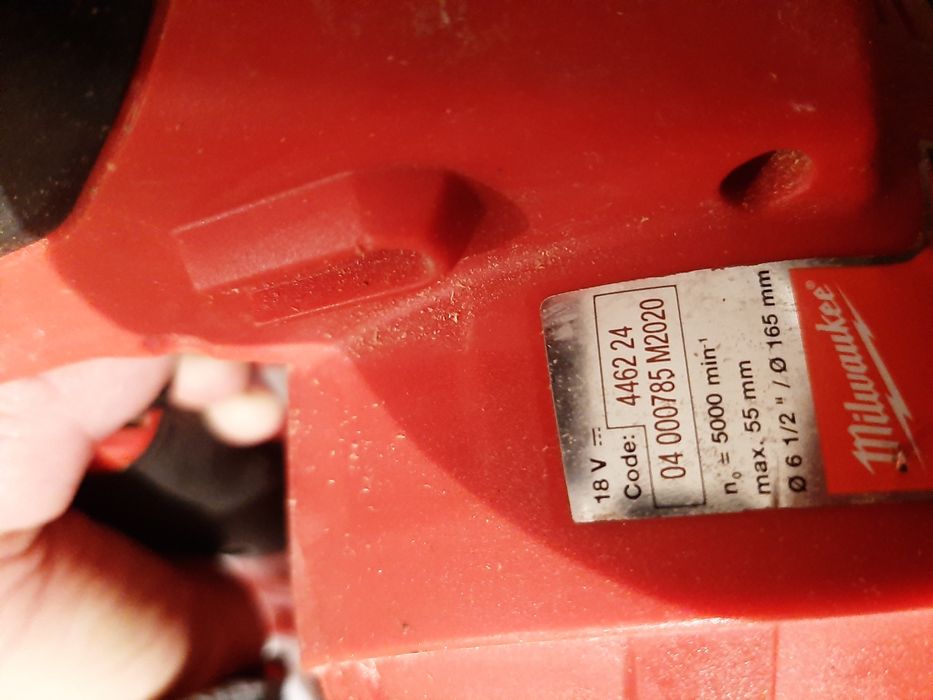 Milwaukee®
18 V ⎓
Code: 4462 24
04 000785 M2020
n₀ = 5000 min⁻¹
max. 55 mm
Ø 6 1/2 " / Ø 165 mm